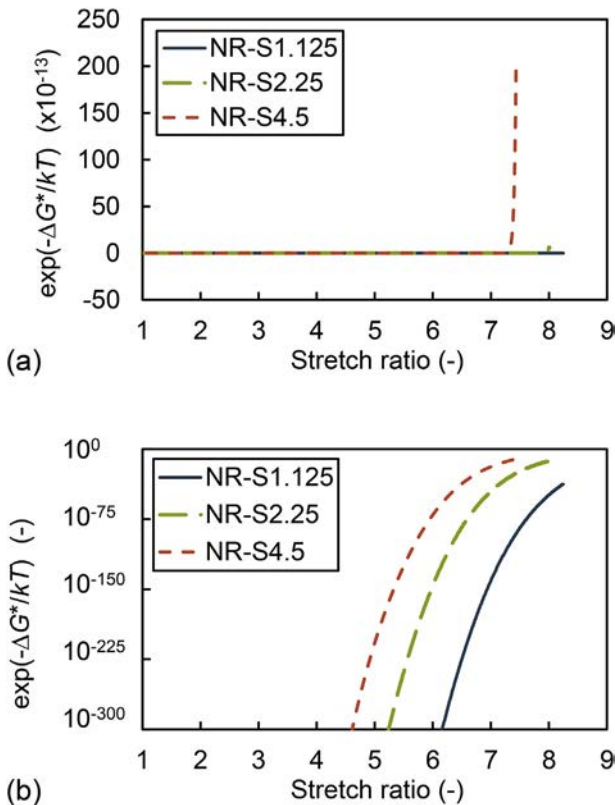 250
200
150
100
50
0
-50
exp(-ΔG*/kT) (x10⁻¹³)
NR-S1.125
NR-S2.25
NR-S4.5
1 2 3 4 5 6 7 8 9
Stretch ratio (-)
(a)
10⁰
10⁻⁷⁵
10⁻¹⁵⁰
10⁻²²⁵
10⁻³⁰⁰
exp(-ΔG*/kT) (-)
NR-S1.125
NR-S2.25
NR-S4.5
1 2 3 4 5 6 7 8 9
Stretch ratio (-)
(b)